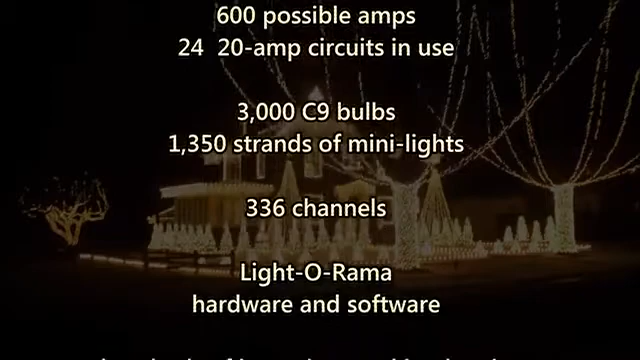 600 possible amps
24 20-amp circuits in use
3,000 C9 bulbs
1,350 strands of mini-lights
336 channels
Light-O-Rama
hardware and software